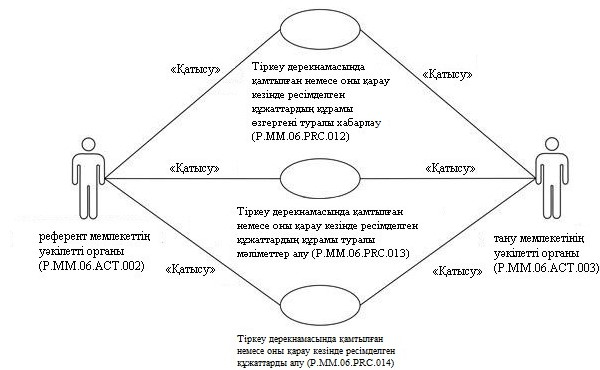 «Қатысу»
«Қатысу»
Тіркеу дерекнамасында
қамтылған немесе оны қарау
кезінде ресімделген
құжаттардың құрамы
өзгергені туралы хабарлау
(P.MM.06.PRC.012)
«Қатысу»
«Қатысу»
референт мемлекеттің
уәкілетті органы
(P.MM.06.ACT.002)
Тіркеу дерекнамасында қамтылған
немесе оны қарау кезінде ресімделген
құжаттардың құрамы туралы
мәліметтер алу (P.MM.06.PRC.013)
тану мемлекетінің
уәкілетті органы
(P.MM.06.ACT.003)
«Қатысу»
«Қатысу»
Тіркеу дерекнамасында қамтылған
немесе оны қарау кезінде ресімделген
құжаттарды алу (P.MM.06.PRC.014)